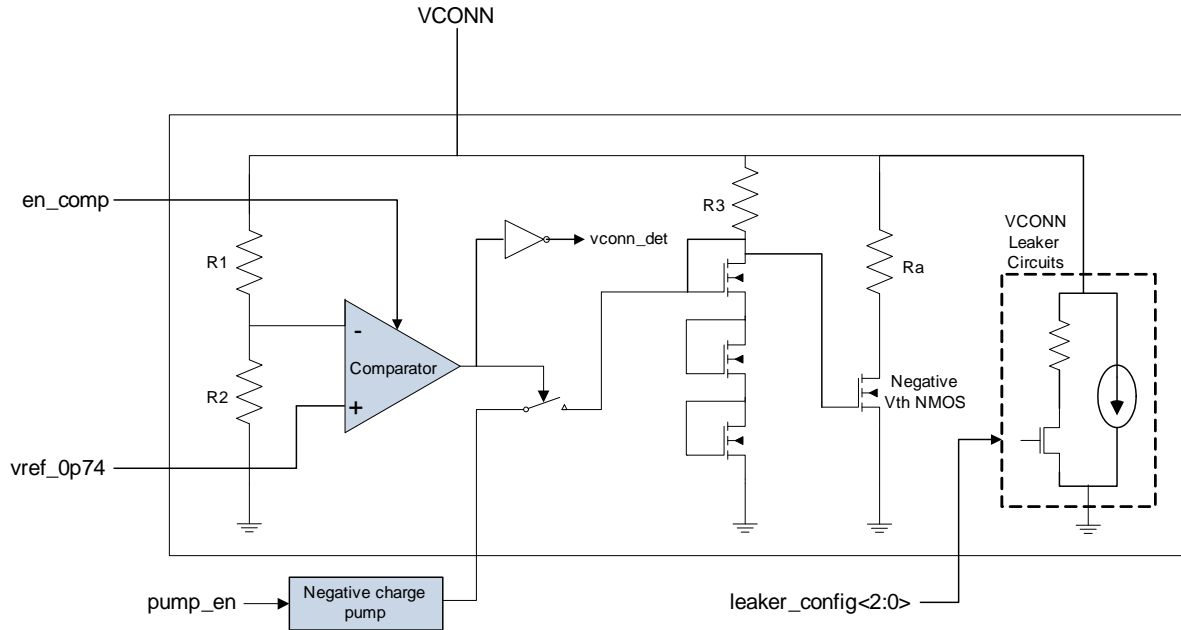 VCONN
en_comp
R1
R2
vref_0p74
-
+
Comparator
vconn_det
R3
Ra
Negative
Vth NMOS
VCONN
Leaker
Circuits
pump_en
Negative charge
pump
leaker_config<2:0>